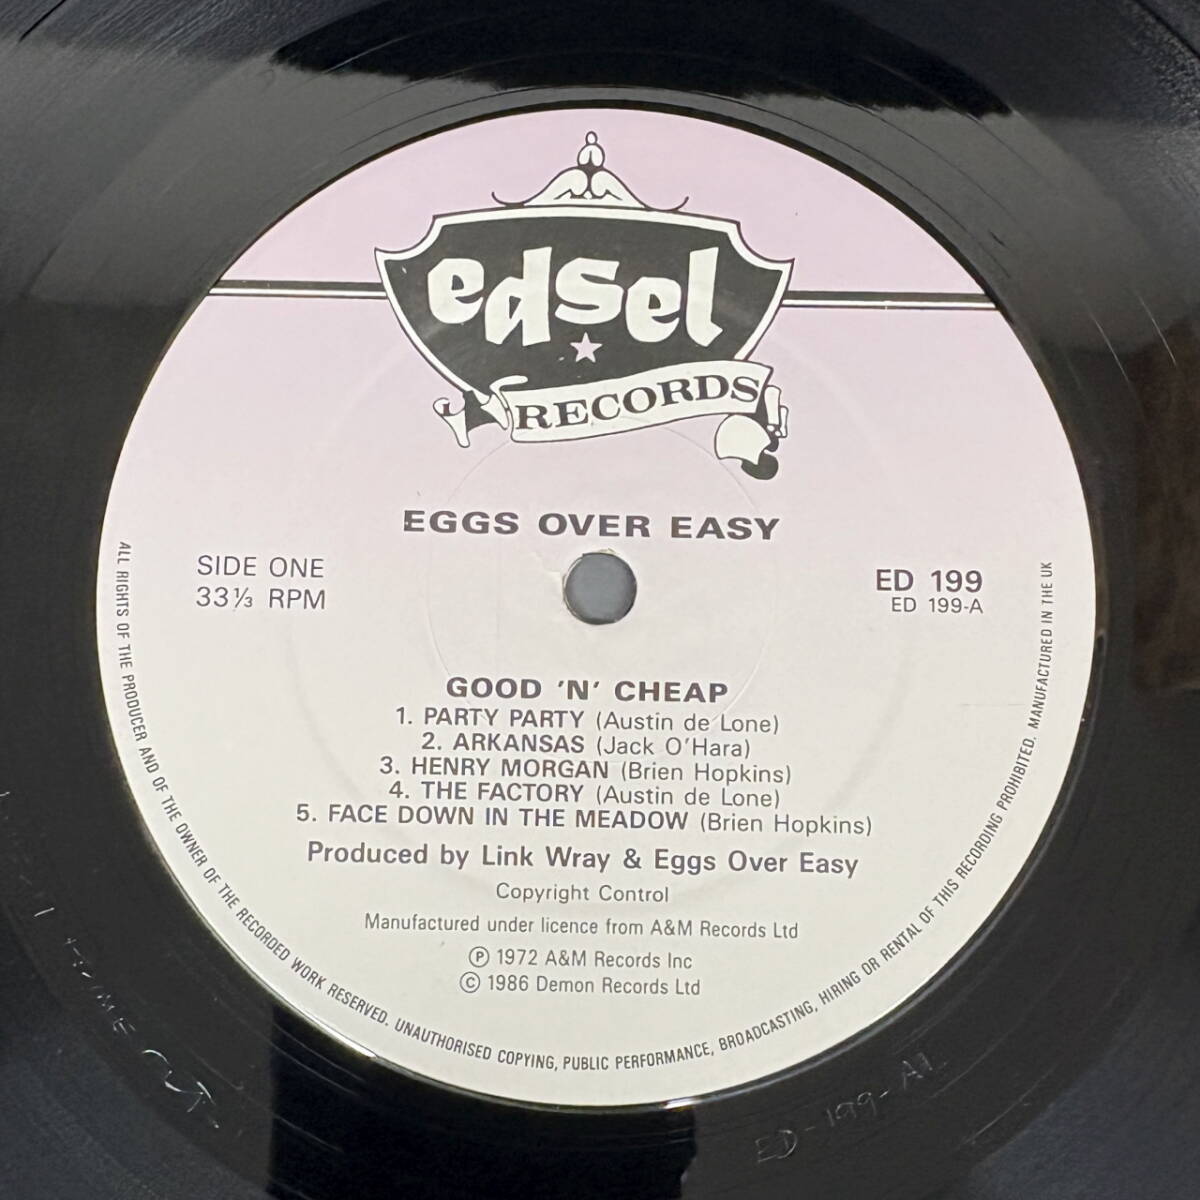 edsel
RECORDS
EGGS OVER EASY
SIDE ONE
33⅓ RPM
ED 199
ED 199-A
GOOD 'N' CHEAP
1. PARTY PARTY (Austin de Lone)
2. ARKANSAS (Jack O'Hara)
3. HENRY MORGAN (Brien Hopkins)
4. THE FACTORY (Austin de Lone)
5. FACE DOWN IN THE MEADOW (Brien Hopkins)
Produced by Link Wray & Eggs Over Easy
Copyright Control
Manufactured under licence from A&M Records Ltd
℗ 1972 A&M Records Inc
© 1986 Demon Records Ltd
ALL RIGHTS OF THE PRODUCER AND OF THE OWNER OF THE RECORDED WORK RESERVED. UNAUTHORISED COPYING, PUBLIC PERFORMANCE, BROADCASTING, HIRING OR RENTAL OF THIS RECORDING PROHIBITED. MANUFACTURED IN THE UK
ED-199-A1